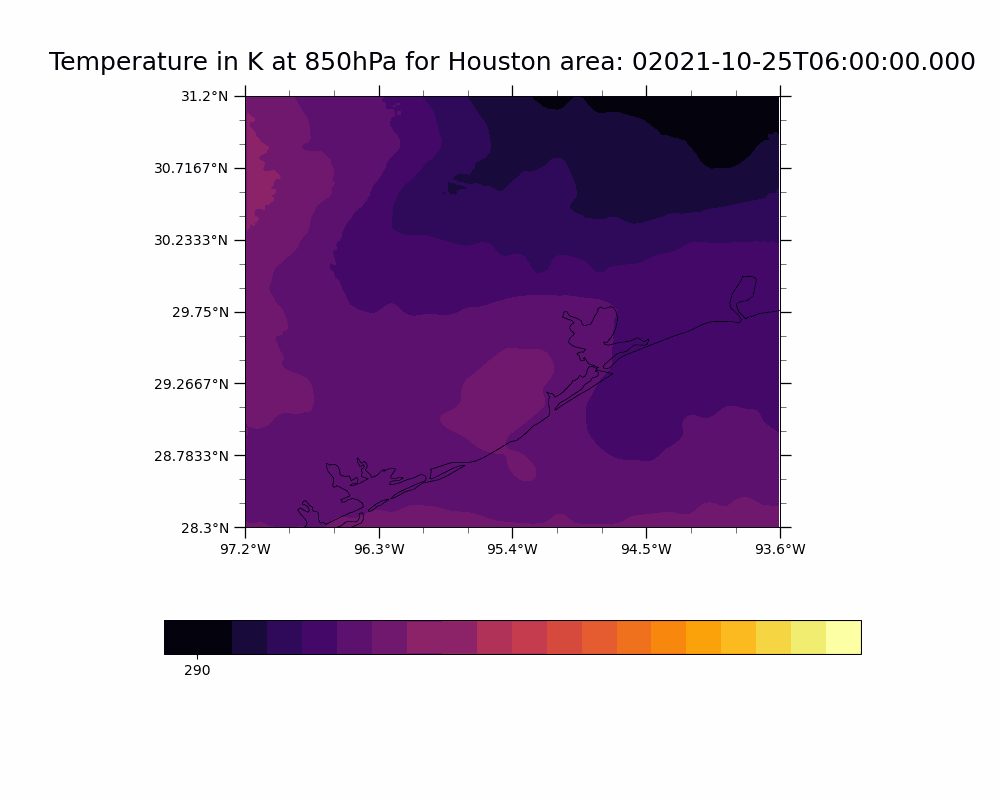 Temperature in K at 850hPa for Houston area: 02021-10-25T06:00:00.000
31.2°N
30.7167°N
30.2333°N
29.75°N
29.2667°N
28.7833°N
28.3°N
97.2°W 96.3°W 95.4°W 94.5°W 93.6°W
290